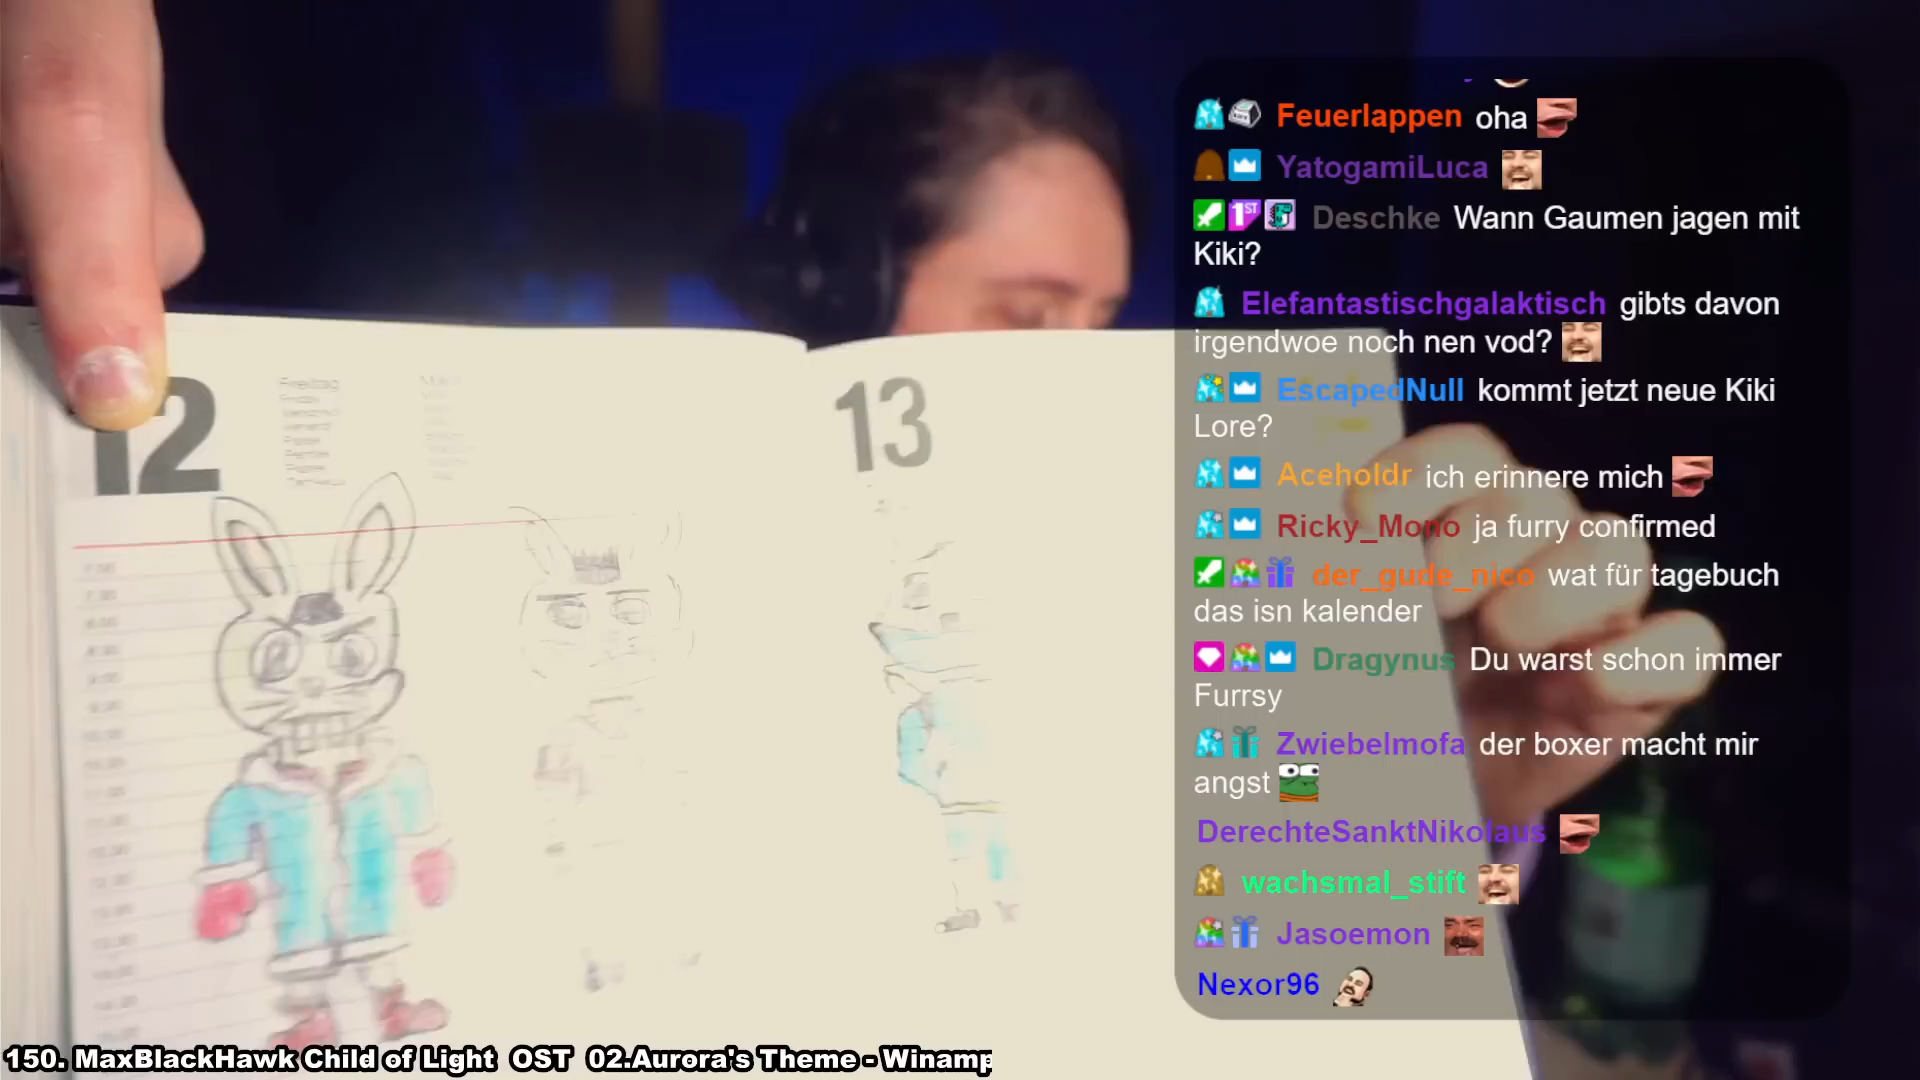 Feuerlappen oha
YatogamiLuca
Deschke Wann Gaumen jagen mit
Kiki?
Elefantastischgalaktisch gibts davon
irgendwoe noch nen vod?
EscapedNull kommt jetzt neue Kiki
Lore?
Aceholdr ich erinnere mich
Ricky_Mono ja furry confirmed
der_gude_nico wat für tagebuch
das isn kalender
Dragynus Du warst schon immer
Furrsy
Zwiebelmofa der boxer macht mir
angst
DerechteSanktNikolaus
wachsmal_stift
Jasoemon
Nexor96
12
Freitag
13
150. MaxBlackHawk Child of Light OST 02.Aurora's Theme - Winamp